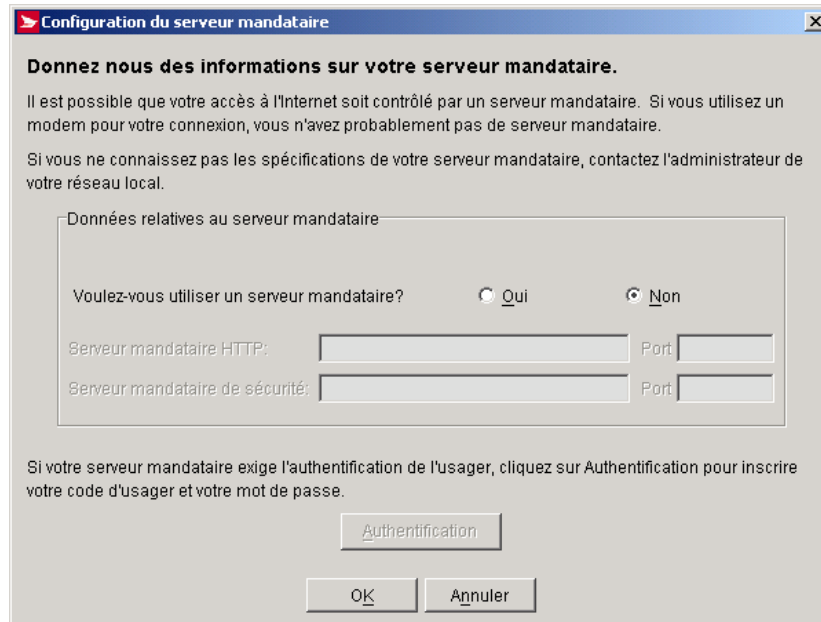 Configuration du serveur mandataire
Donnez nous des informations sur votre serveur mandataire.
Il est possible que votre accès à l'Internet soit contrôlé par un serveur mandataire. Si vous utilisez un
modem pour votre connexion, vous n'avez probablement pas de serveur mandataire.
Si vous ne connaissez pas les spécifications de votre serveur mandataire, contactez l'administrateur de
votre réseau local.
Données relatives au serveur mandataire
Voulez-vous utiliser un serveur mandataire? Oui Non
Serveur mandataire HTTP: Port
Serveur mandataire de sécurité: Port
Si votre serveur mandataire exige l'authentification de l'usager, cliquez sur Authentification pour inscrire
votre code d'usager et votre mot de passe.
Authentification
OK Annuler